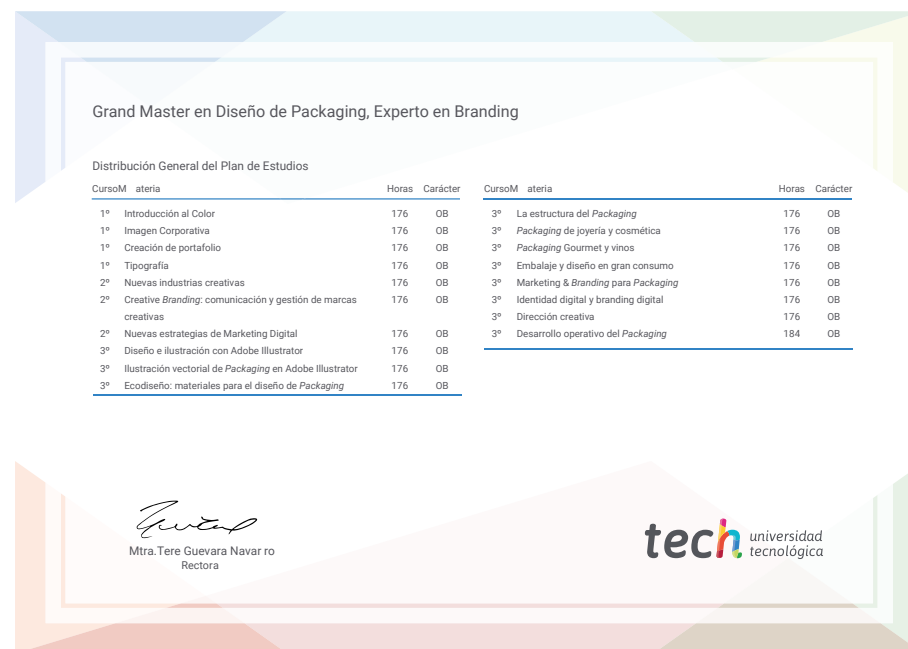 Grand Master en Diseño de Packaging, Experto en Branding
Distribución General del Plan de Estudios
CursoM ateria Horas Carácter
1º Introducción al Color 176 OB
1º Imagen Corporativa 176 OB
1º Creación de portafolio 176 OB
1º Tipografía 176 OB
2º Nuevas industrias creativas 176 OB
2º Creative Branding: comunicación y gestión de marcas 176 OB
creativas
2º Nuevas estrategias de Marketing Digital 176 OB
3º Diseño e ilustración con Adobe Illustrator 176 OB
3º Ilustración vectorial de Packaging en Adobe Illustrator 176 OB
3º Ecodiseño: materiales para el diseño de Packaging 176 OB
CursoM ateria Horas Carácter
3º La estructura del Packaging 176 OB
3º Packaging de joyería y cosmética 176 OB
3º Packaging Gourmet y vinos 176 OB
3º Embalaje y diseño en gran consumo 176 OB
3º Marketing & Branding para Packaging 176 OB
3º Identidad digital y branding digital 176 OB
3º Dirección creativa 176 OB
3º Desarrollo operativo del Packaging 184 OB
Mtra.Tere Guevara Navar ro
Rectora
tech universidad
tecnológica